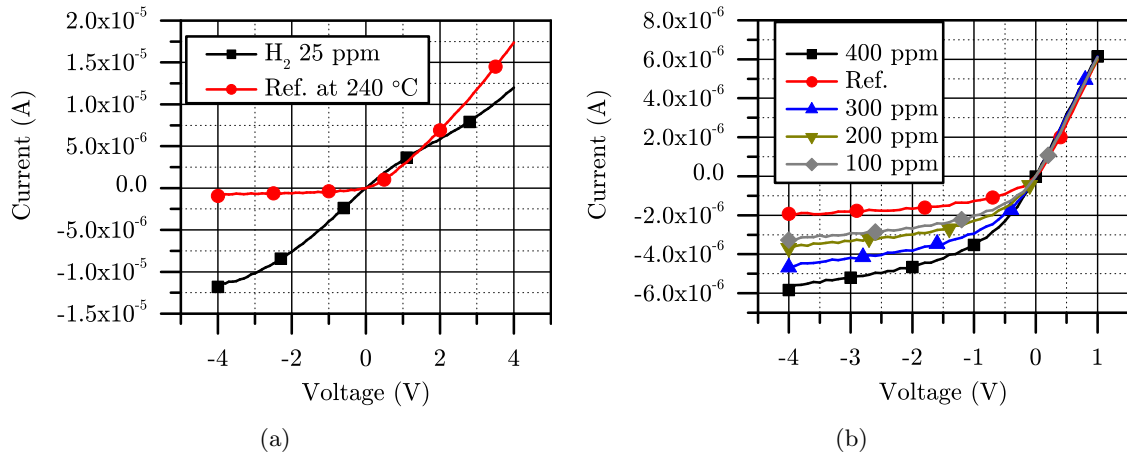 2.0x10⁻⁵
1.5x10⁻⁵
1.0x10⁻⁵
5.0x10⁻⁶
0.0
-5.0x10⁻⁶
-1.0x10⁻⁵
-1.5x10⁻⁵
Current (A)
H₂ 25 ppm
Ref. at 240 °C
-4 -2 0 2 4
Voltage (V)
(a)
8.0x10⁻⁶
6.0x10⁻⁶
4.0x10⁻⁶
2.0x10⁻⁶
0.0
-2.0x10⁻⁶
-4.0x10⁻⁶
-6.0x10⁻⁶
Current (A)
400 ppm
Ref.
300 ppm
200 ppm
100 ppm
-4 -3 -2 -1 0 1
Voltage (V)
(b)